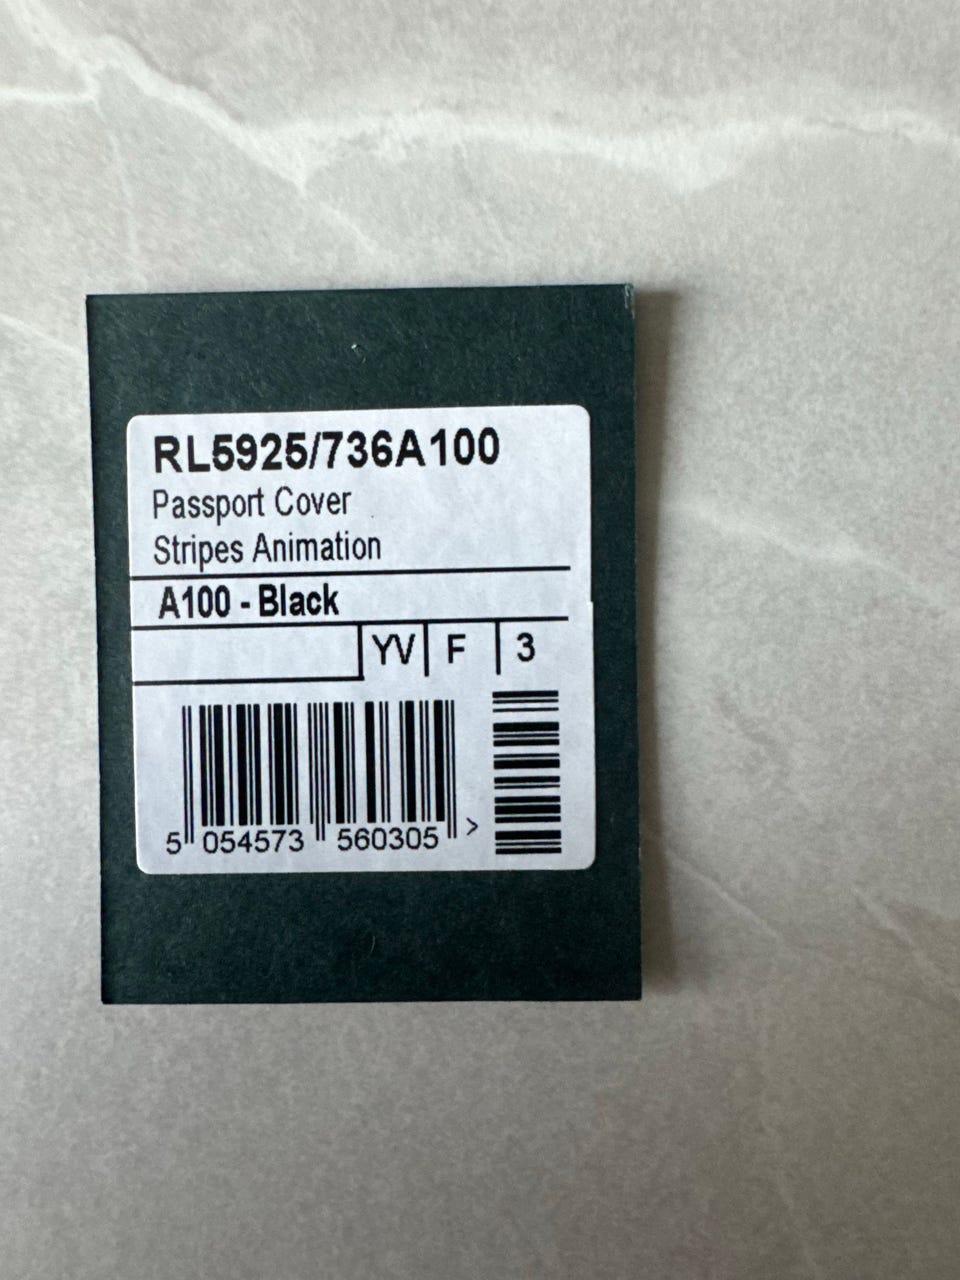 RL5925/736A100
Passport Cover
Stripes Animation
A100 - Black
YV F 3
5 054573 560305 >